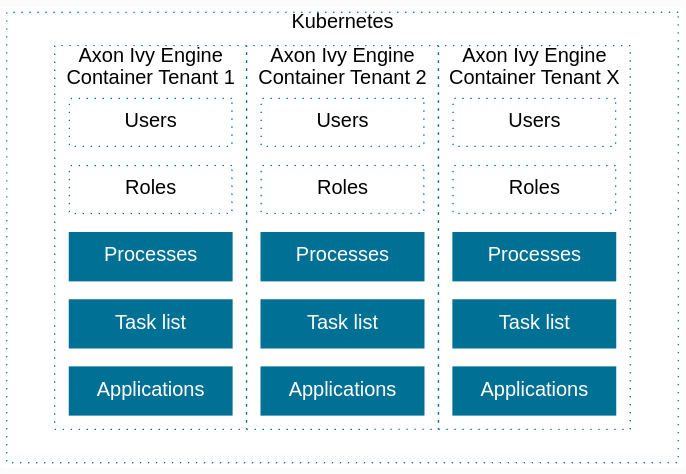 Kubernetes
Axon Ivy Engine
Container Tenant 1
Users
Roles
Processes
Task list
Applications
Axon Ivy Engine
Container Tenant 2
Users
Roles
Processes
Task list
Applications
Axon Ivy Engine
Container Tenant X
Users
Roles
Processes
Task list
Applications